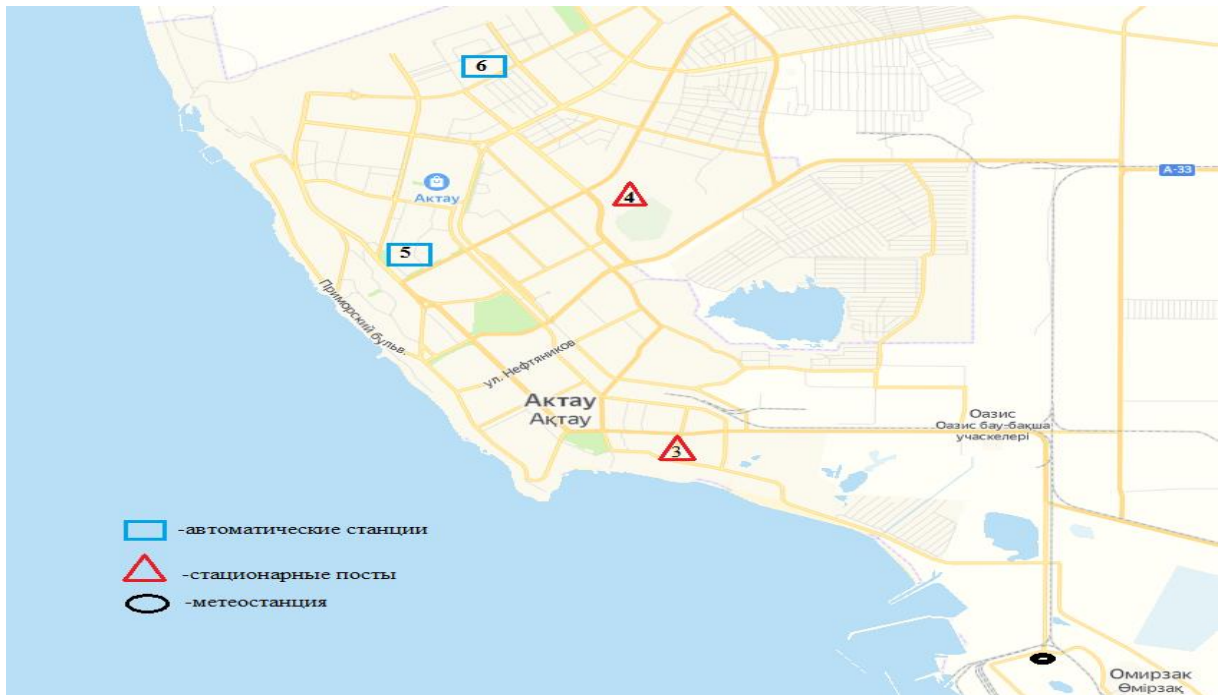 6
А-33
4
Актау
5
Приморский бульв.
ул. Нефтяников
Актау
Ақтау
Оазис
Оазис бау-бақша
учаскелері
3
-автоматические станции
-стационарные посты
-метеостанция
Омирзак
Өмірзақ